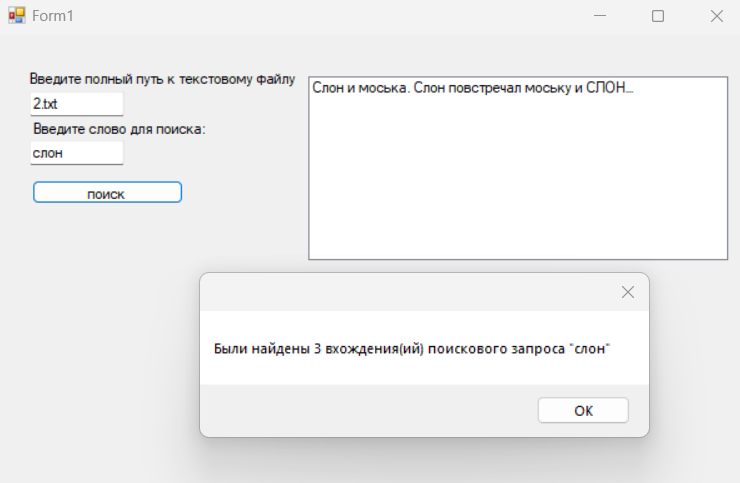 Form1
Введите полный путь к текстовому файлу
2.txt
Введите слово для поиска:
слон
поиск
Слон и моська. Слон повстречал моську и СЛОН...
Были найдены 3 вхождения(ий) поискового запроса "слон"
OK